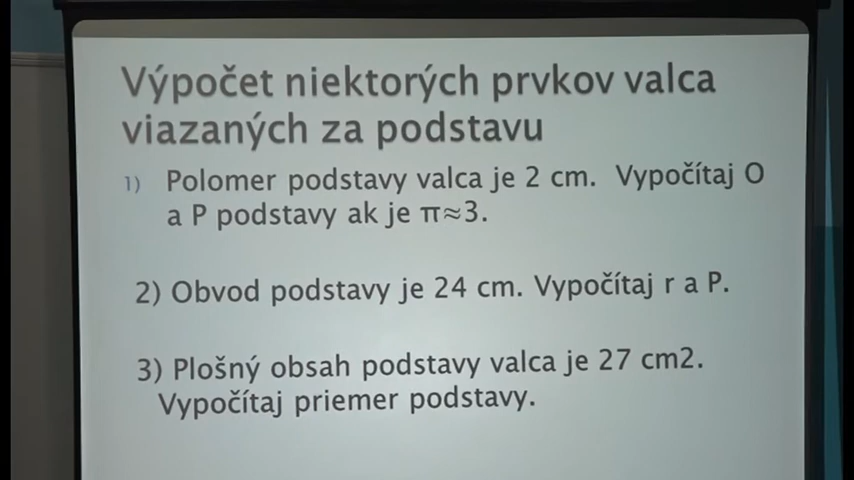 Výpočet niektorých prvkov valca
viazaných za podstavu
1) Polomer podstavy valca je 2 cm. Vypočítaj O
a P podstavy ak je π≈3.
2) Obvod podstavy je 24 cm. Vypočítaj r a P.
3) Plošný obsah podstavy valca je 27 cm2.
Vypočítaj priemer podstavy.